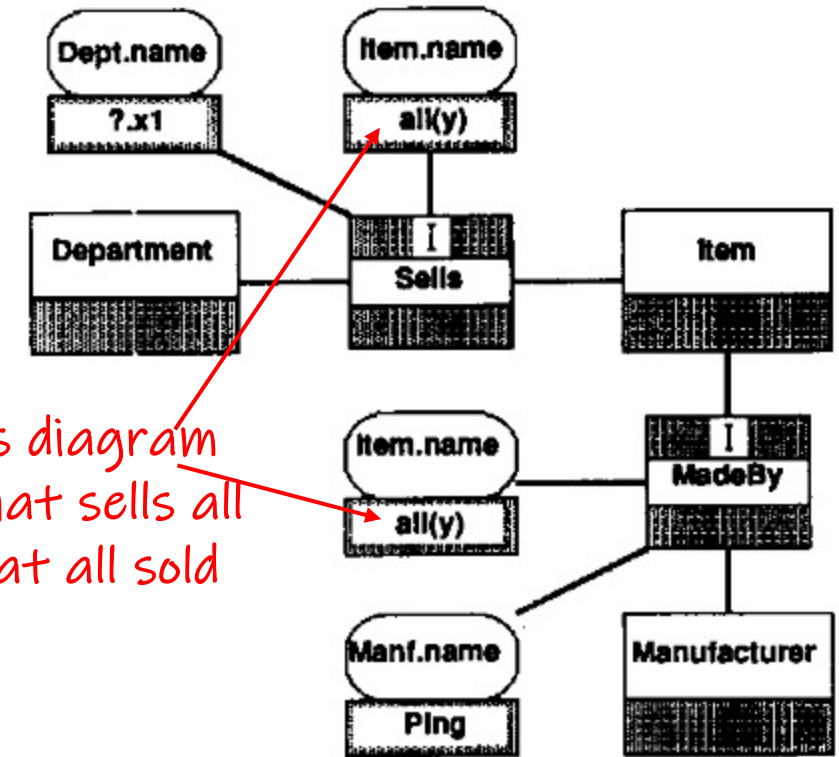 Dept.name
Item.name
?.x1
all(y)
Department
I
Sells
Item
s diagram
hat sells all
at all sold
Item.name
all(y)
I
MadeBy
Manf.name
Ping
Manufacturer